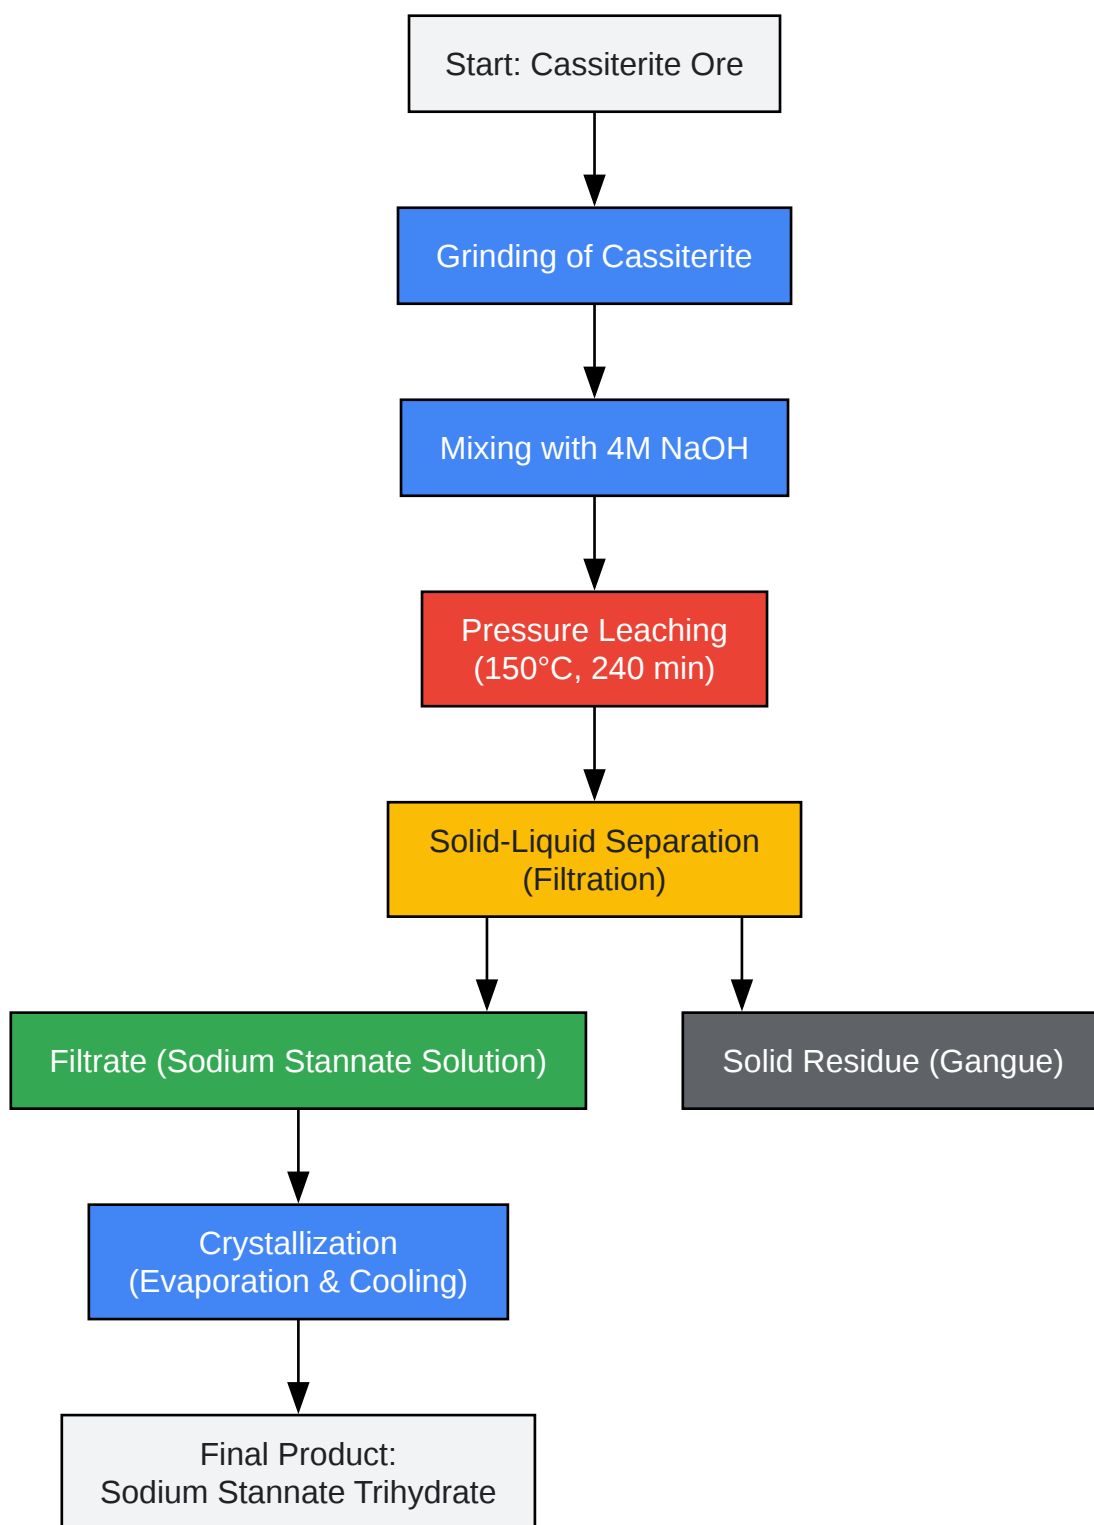 Start: Cassiterite Ore
Grinding of Cassiterite
Mixing with 4M NaOH
Pressure Leaching
(150°C, 240 min)
Solid-Liquid Separation
(Filtration)
Filtrate (Sodium Stannate Solution)
Solid Residue (Gangue)
Crystallization
(Evaporation & Cooling)
Final Product:
Sodium Stannate Trihydrate